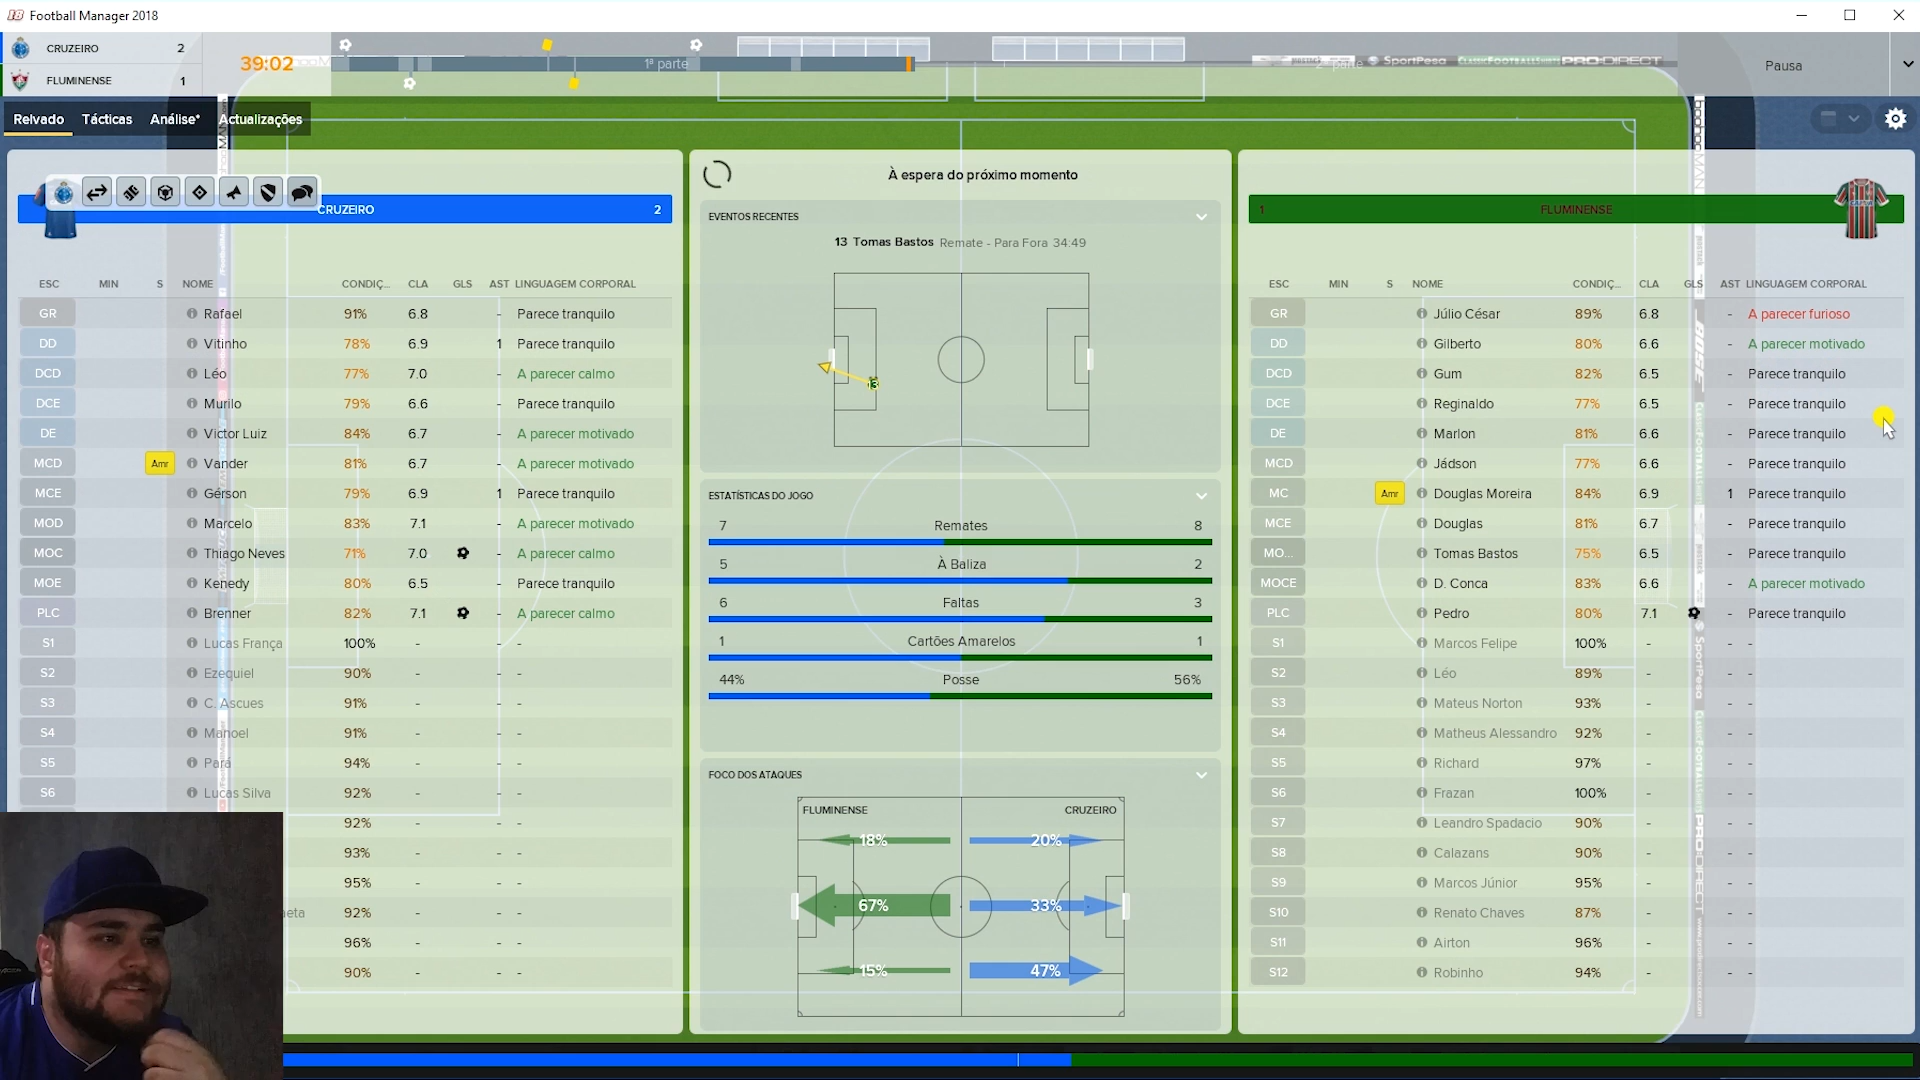 Football Manager 2018
CRUZEIRO 2
FLUMINENSE 1
39:02
1ª parte
2ª parte
SportPesa
PRO:DIRECT
Pausa
Relvado Tácticas Análise* Actualizações
CRUZEIRO 2
ESC MIN S NOME CONDIÇ... CLA GLS AST LINGUAGEM CORPORAL
GR Rafael 91% 6.8 - Parece tranquilo
DD Vitinho 78% 6.9 1 Parece tranquilo
DCD Léo 77% 7.0 - A parecer calmo
DCE Murilo 79% 6.6 - Parece tranquilo
DE Victor Luiz 84% 6.7 - A parecer motivado
MCD Amr Vander 81% 6.7 - A parecer motivado
MCE Gérson 79% 6.9 1 Parece tranquilo
MOD Marcelo 83% 7.1 - A parecer motivado
MOC Thiago Neves 71% 7.0 - A parecer calmo
MOE Kenedy 80% 6.5 - Parece tranquilo
PLC Brenner 82% 7.1 - A parecer calmo
S1 Lucas França 100% - - -
S2 Ezequiel 90% - - -
S3 C. Ascues 91% - - -
S4 Manoel 91% - - -
S5 Pará 94% - - -
S6 Lucas Silva 92% - - -
92% - - -
93% - - -
95% - - -
ieta 92% - - -
96% - - -
90% - - -
À espera do próximo momento
EVENTOS RECENTES
13 Tomas Bastos Remate - Para Fora 34:49
13
ESTATÍSTICAS DO JOGO
7 Remates 8
5 À Baliza 2
6 Faltas 3
1 Cartões Amarelos 1
44% Posse 56%
FOCO DOS ATAQUES
FLUMINENSE CRUZEIRO
18% 20%
67% 33%
15% 47%
1 FLUMINENSE
ESC MIN S NOME CONDIÇ... CLA GLS AST LINGUAGEM CORPORAL
GR Júlio César 89% 6.8 - A parecer furioso
DD Gilberto 80% 6.6 - A parecer motivado
DCD Gum 82% 6.5 - Parece tranquilo
DCE Reginaldo 77% 6.5 - Parece tranquilo
DE Marlon 81% 6.6 - Parece tranquilo
MCD Jádson 77% 6.6 - Parece tranquilo
MC Amr Douglas Moreira 84% 6.9 1 Parece tranquilo
MCE Douglas 81% 6.7 - Parece tranquilo
MO... Tomas Bastos 75% 6.5 - Parece tranquilo
MOCE D. Conca 83% 6.6 - A parecer motivado
PLC Pedro 80% 7.1 - Parece tranquilo
S1 Marcos Felipe 100% - - -
S2 Léo 89% - - -
S3 Mateus Norton 93% - - -
S4 Matheus Alessandro 92% - - -
S5 Richard 97% - - -
S6 Frazan 100% - - -
S7 Leandro Spadacio 90% - - -
S8 Calazans 90% - - -
S9 Marcos Júnior 95% - - -
S10 Renato Chaves 87% - - -
S11 Airton 96% - - -
S12 Robinho 94% - - -
BOSE
SportPesa
PRO:DIRECT